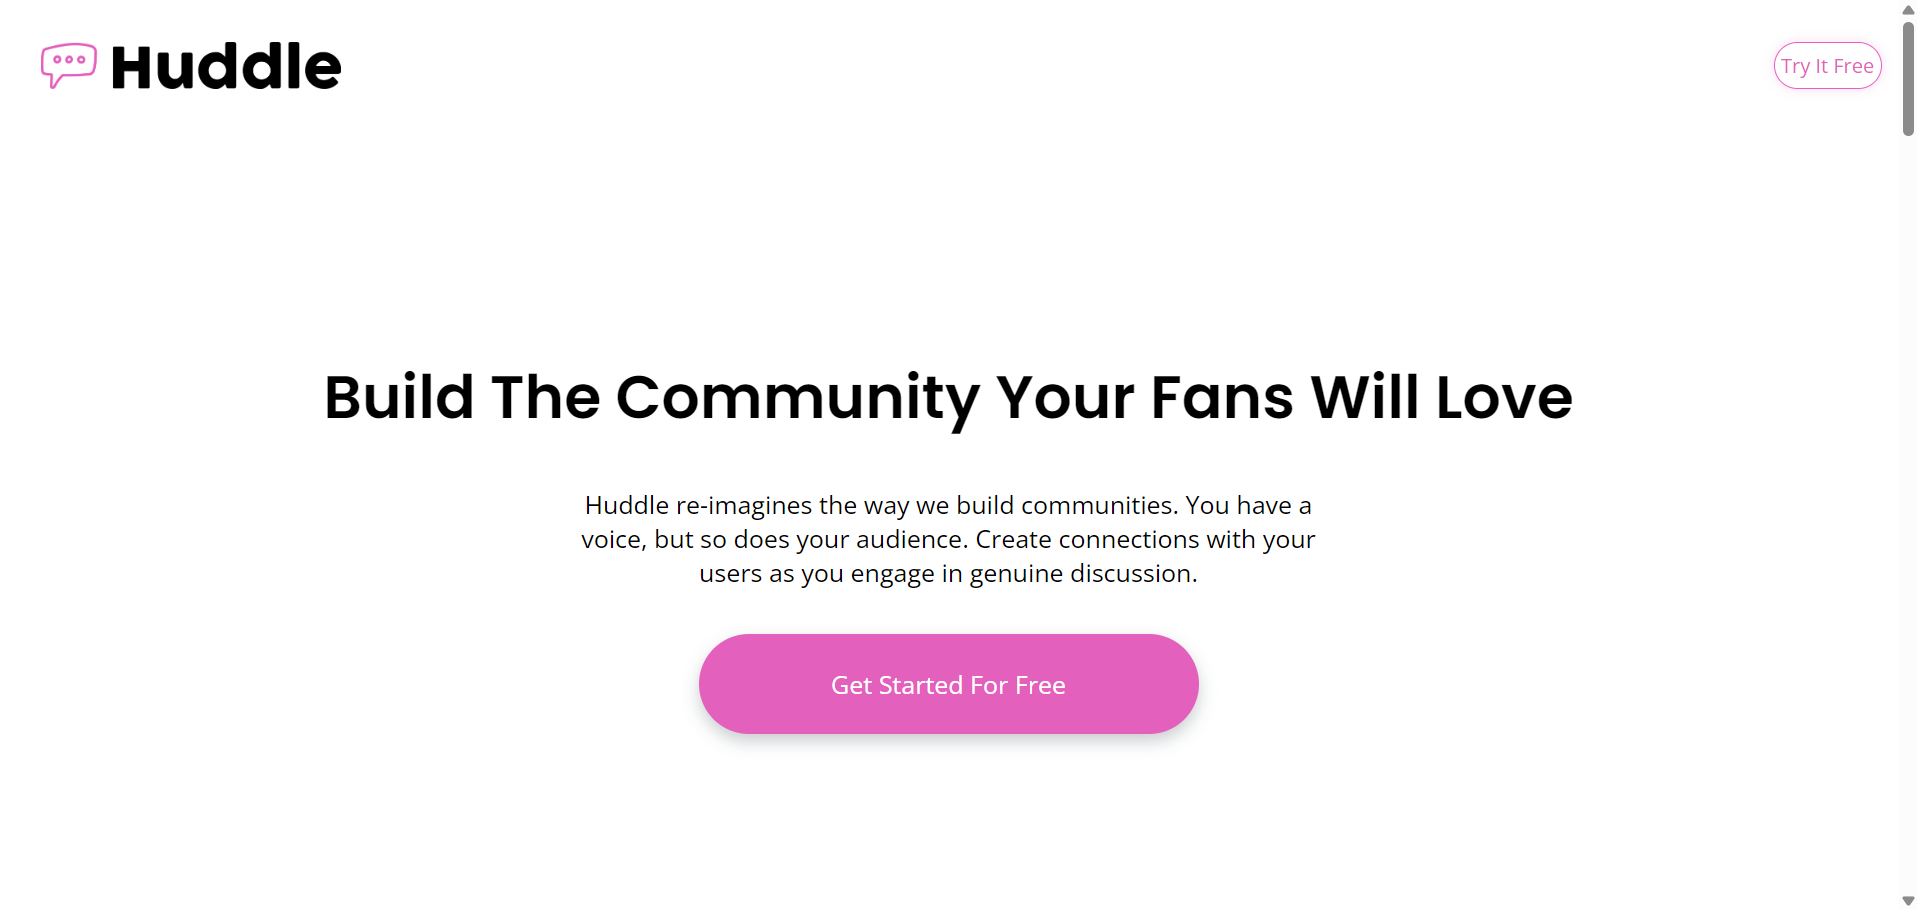 Huddle
Try It Free
Build The Community Your Fans Will Love
Huddle re-imagines the way we build communities. You have a
voice, but so does your audience. Create connections with your
users as you engage in genuine discussion.
Get Started For Free